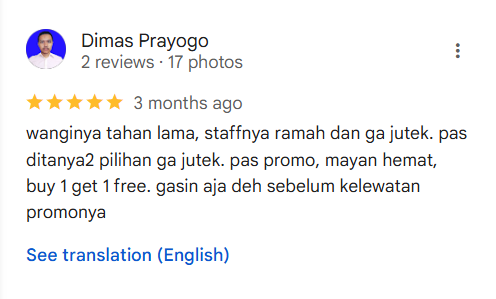 Dimas Prayogo
2 reviews · 17 photos
★★★★★ 3 months ago
wanginya tahan lama, staffnya ramah dan ga jutek. pas
ditanya2 pilihan ga jutek. pas promo, mayan hemat,
buy 1 get 1 free. gasin aja deh sebelum kelewatan
promonya
See translation (English)